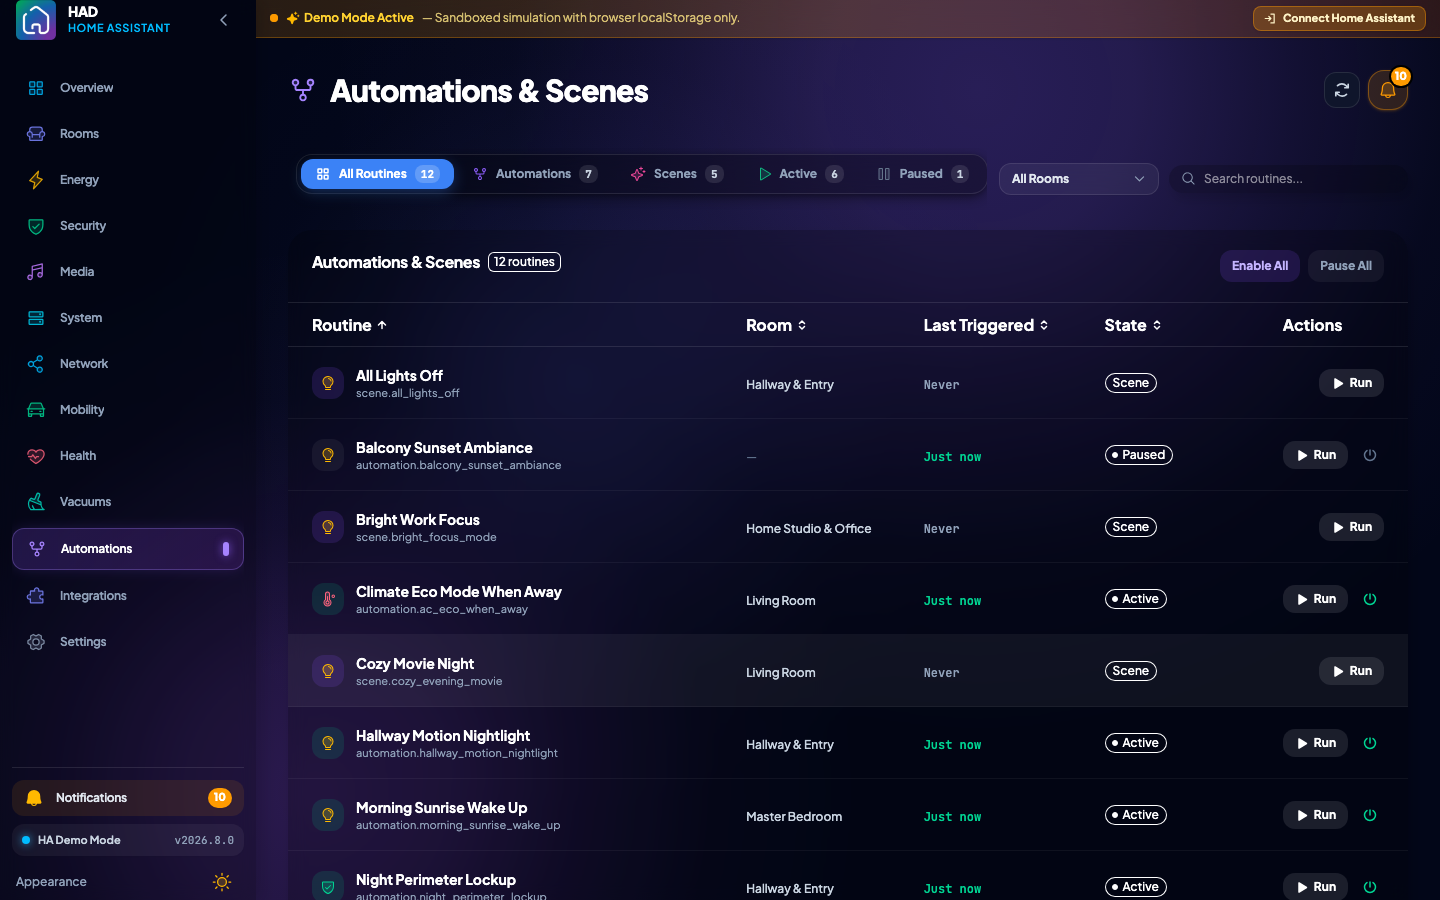 HAD
HOME ASSISTANT
Demo Mode Active — Sandboxed simulation with browser localStorage only.
Connect Home Assistant
Overview
Rooms
Energy
Security
Media
System
Network
Mobility
Health
Vacuums
Automations
Integrations
Settings
Notifications 10
HA Demo Mode v2026.8.0
Appearance
Automations & Scenes
10
All Routines 12 Automations 7 Scenes 5 Active 6 Paused 1
All Rooms
Search routines...
Automations & Scenes 12 routines
Enable All Pause All
Routine Room Last Triggered State Actions
All Lights Off
scene.all_lights_off
Hallway & Entry Never Scene Run
Balcony Sunset Ambiance
automation.balcony_sunset_ambiance
— Just now Paused Run
Bright Work Focus
scene.bright_focus_mode
Home Studio & Office Never Scene Run
Climate Eco Mode When Away
automation.ac_eco_when_away
Living Room Just now Active Run
Cozy Movie Night
scene.cozy_evening_movie
Living Room Never Scene Run
Hallway Motion Nightlight
automation.hallway_motion_nightlight
Hallway & Entry Just now Active Run
Morning Sunrise Wake Up
automation.morning_sunrise_wake_up
Master Bedroom Just now Active Run
Night Perimeter Lockup
automation.night_perimeter_lockup
Hallway & Entry Just now Active Run